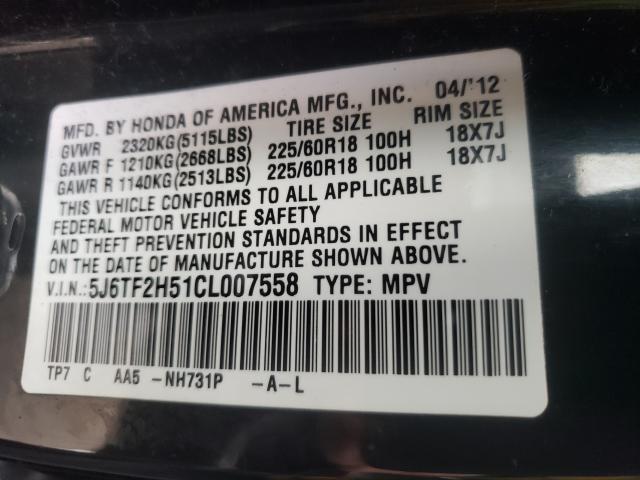 MFD. BY HONDA OF AMERICA MFG., INC. 04/'12
GVWR 2320KG(5115LBS) TIRE SIZE RIM SIZE
GAWR F 1210KG(2668LBS) 225/60R18 100H 18X7J
GAWR R 1140KG(2513LBS) 225/60R18 100H 18X7J
THIS VEHICLE CONFORMS TO ALL APPLICABLE
FEDERAL MOTOR VEHICLE SAFETY
AND THEFT PREVENTION STANDARDS IN EFFECT
ON THE DATE OF MANUFACTURE SHOWN ABOVE.
V.I.N.:5J6TF2H51CL007558 TYPE: MPV
TP7 C AA5 -NH731P -A-L